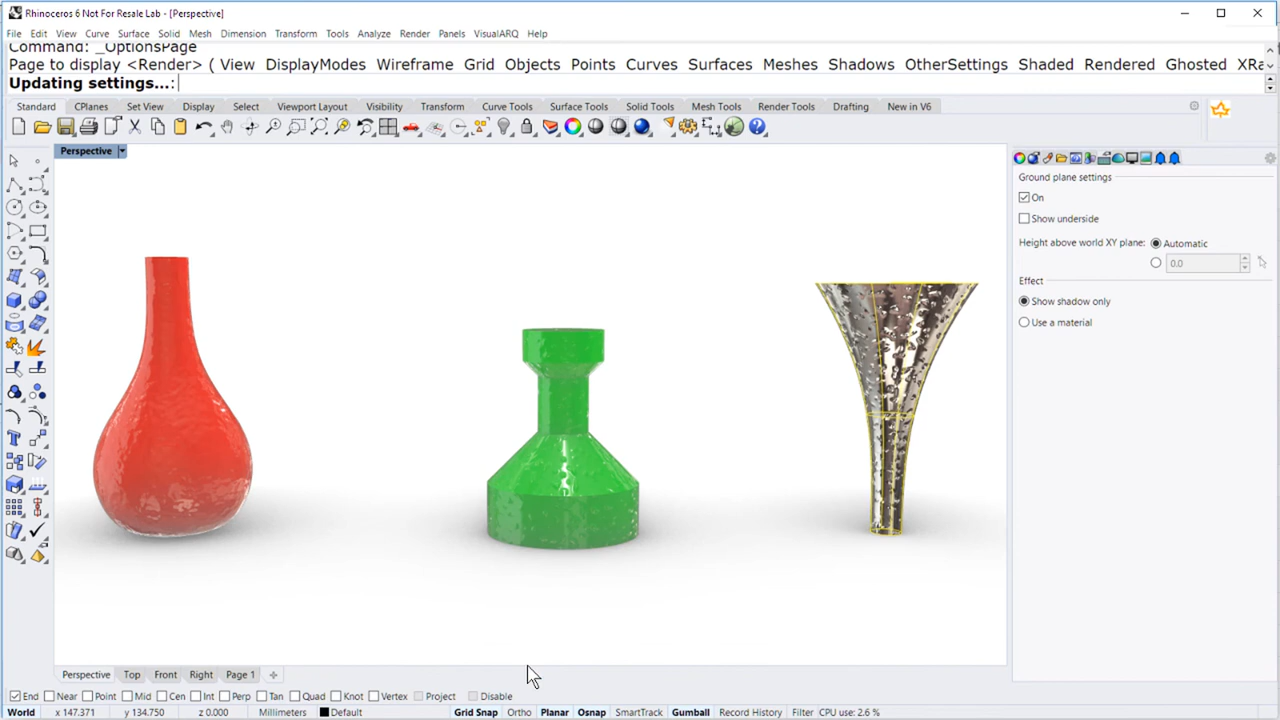 Rhinoceros 6 Not For Resale Lab - [Perspective]
File Edit View Curve Surface Solid Mesh Dimension Transform Tools Analyze Render Panels VisualARQ Help
Command: _OptionsPage
Page to display <Render> ( View DisplayModes Wireframe Grid Objects Points Curves Surfaces Meshes Shadows OtherSettings Shaded Rendered Ghosted XRa
Updating settings...:
Standard CPlanes Set View Display Select Viewport Layout Visibility Transform Curve Tools Surface Tools Solid Tools Mesh Tools Render Tools Drafting New in V6
Perspective
Ground plane settings
On
Show underside
Height above world XY plane: Automatic
0.0
Effect
Show shadow only
Use a material
Perspective Top Front Right Page 1
End Near Point Mid Cen Int Perp Tan Quad Knot Vertex Project Disable
World x 147.371 y 134.750 z 0.000 Millimeters Default Grid Snap Ortho Planar Osnap SmartTrack Gumball Record History Filter CPU use: 2.6 %